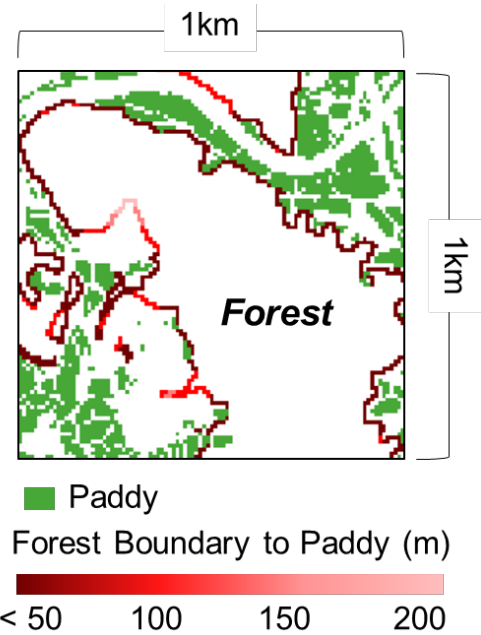 1km
1km
Forest
Paddy
Forest Boundary to Paddy (m)
< 50 100 150 200